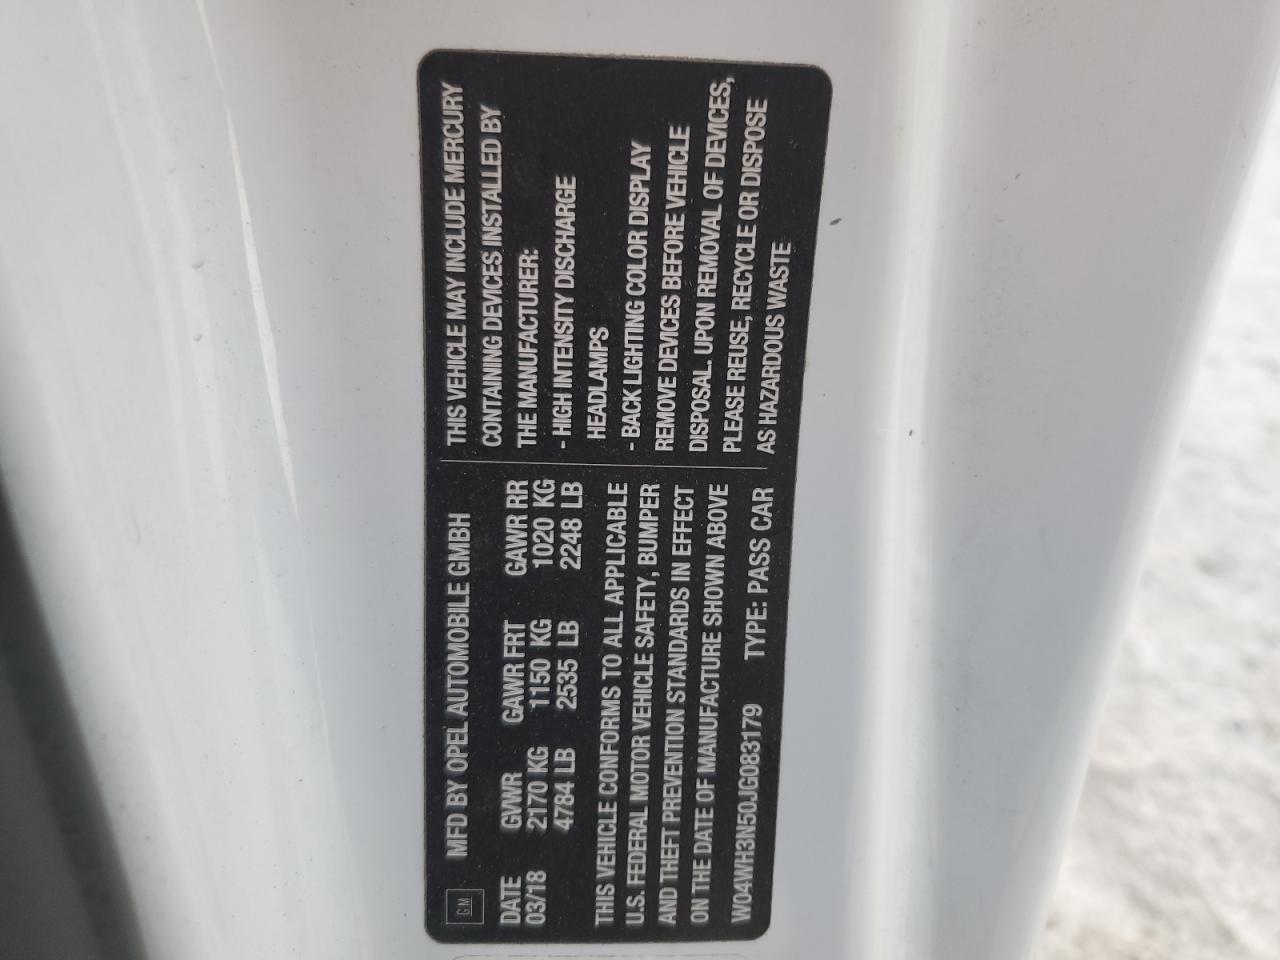 GM
MFD BY OPEL AUTOMOBILE GMBH
DATE GVWR GAWR FRT GAWR RR
03/18 2170 KG 1150 KG 1020 KG
4784 LB 2535 LB 2248 LB
THIS VEHICLE CONFORMS TO ALL APPLICABLE
U.S. FEDERAL MOTOR VEHICLE SAFETY, BUMPER
AND THEFT PREVENTION STANDARDS IN EFFECT
ON THE DATE OF MANUFACTURE SHOWN ABOVE
W04WH3N50JG083179 TYPE: PASS CAR
THIS VEHICLE MAY INCLUDE MERCURY
CONTAINING DEVICES INSTALLED BY
THE MANUFACTURER:
- HIGH INTENSITY DISCHARGE
HEADLAMPS
- BACK LIGHTING COLOR DISPLAY
REMOVE DEVICES BEFORE VEHICLE
DISPOSAL. UPON REMOVAL OF DEVICES,
PLEASE REUSE, RECYCLE OR DISPOSE
AS HAZARDOUS WASTE